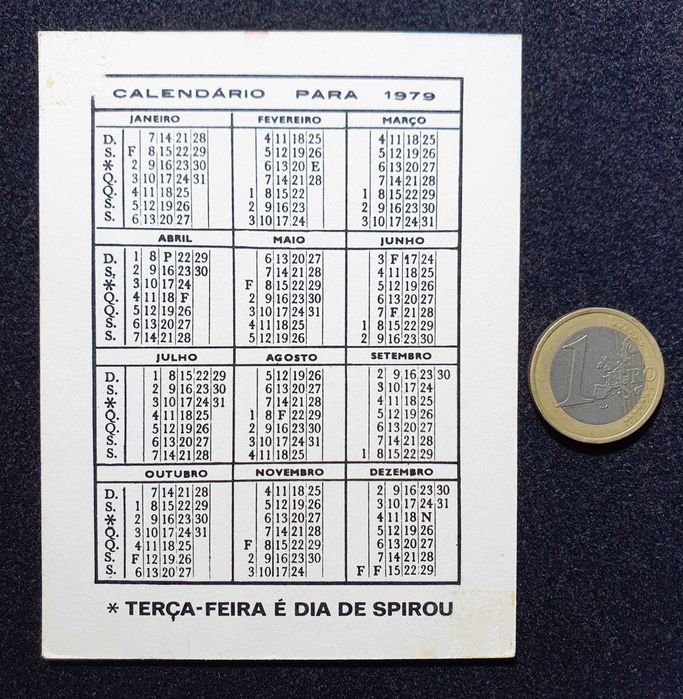 CALENDÁRIO PARA 1979
JANEIRO FEVEREIRO MARÇO
D. 7 14 21 28 4 11 18 25 4 11 18 25
S. F 8 15 22 29 5 12 19 26 5 12 19 26
* 2 9 16 23 30 6 13 20 E 6 13 20 27
Q. 3 10 17 24 31 7 14 21 28 7 14 21 28
Q. 4 11 18 25 1 8 15 22 1 8 15 22 29
S. 5 12 19 26 2 9 16 23 2 9 16 23 30
S. 6 13 20 27 3 10 17 24 3 10 17 24 31
ABRIL MAIO JUNHO
D. 1 8 P 22 29 6 13 20 27 3 F 17 24
S. 2 9 16 23 30 7 14 21 28 4 11 18 25
* 3 10 17 24 F 8 15 22 29 5 12 19 26
Q. 4 11 18 F 2 9 16 23 30 6 13 20 27
Q. 5 12 19 26 3 10 17 24 31 7 F 21 28
S. 6 13 20 27 4 11 18 25 1 8 15 22 29
S. 7 14 21 28 5 12 19 26 2 9 16 23 30
JULHO AGOSTO SETEMBRO
D. 1 8 15 22 29 5 12 19 26 2 9 16 23 30
S. 2 9 16 23 30 6 13 20 27 3 10 17 24
* 3 10 17 24 31 7 14 21 28 4 11 18 25
Q. 4 11 18 25 1 8 F 22 29 5 12 19 26
Q. 5 12 19 26 2 9 16 23 30 6 13 20 27
S. 6 13 20 27 3 10 17 24 31 7 14 21 28
S. 7 14 21 28 4 11 18 25 1 8 15 22 29
OUTUBRO NOVEMBRO DEZEMBRO
D. 7 14 21 28 4 11 18 25 2 9 16 23 30
S. 1 8 15 22 29 5 12 19 26 3 10 17 24 31
* 2 9 16 23 30 6 13 20 27 4 11 18 N
Q. 3 10 17 24 31 7 14 21 28 5 12 19 26
Q. 4 11 18 25 F 8 15 22 29 6 13 20 27
S. F 12 19 26 2 9 16 23 30 7 14 21 28
S. 6 13 20 27 3 10 17 24 F F 15 22 29
* TERÇA-FEIRA É DIA DE SPIROU
1